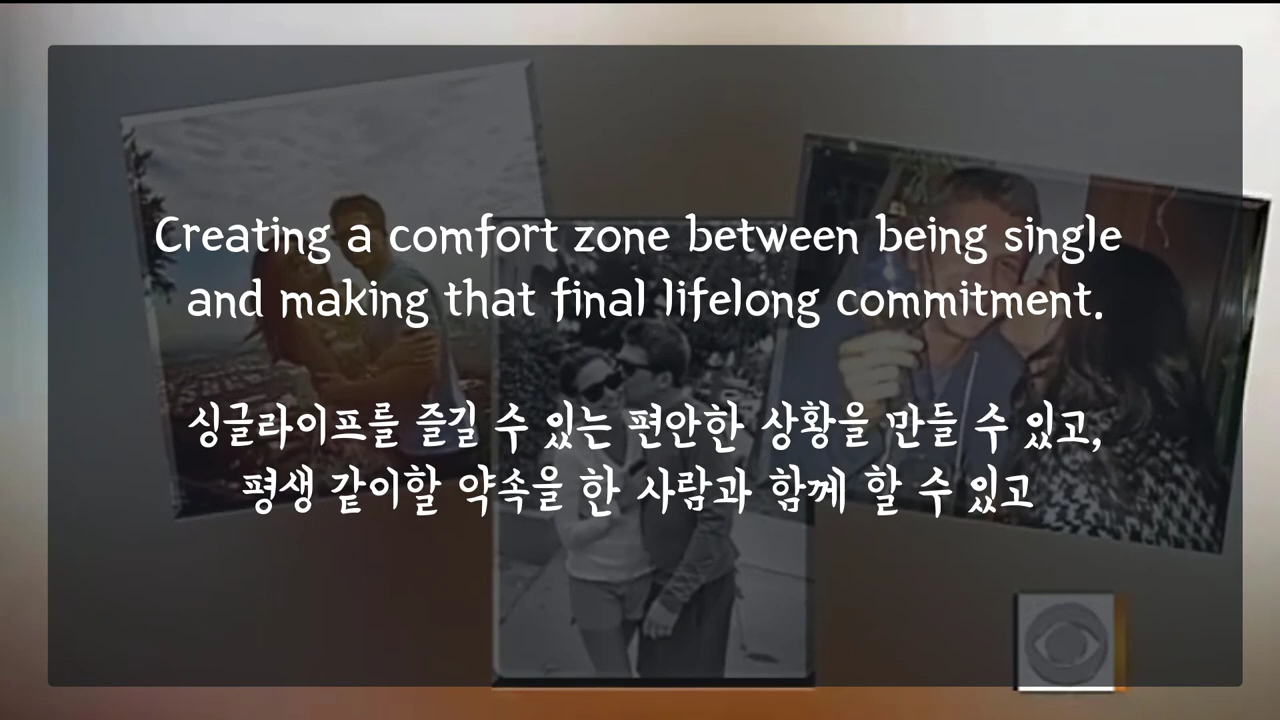 Creating a comfort zone between being single
and making that final lifelong commitment.
싱글라이프를 즐길 수 있는 편안한 상황을 만들 수 있고,
평생 같이할 약속을 한 사람과 함께 할 수 있고